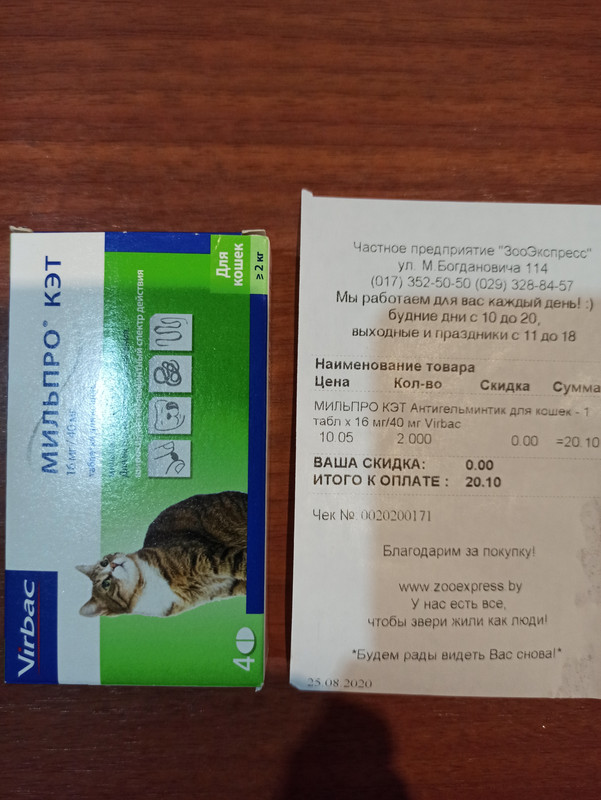 МИЛЬПРО® КЭТ
16 мг/40 мг
Для
кошек
≥ 2 кг
спектр действия
Virbac
4
Частное предприятие "ЗооЭкспресс"
ул. М.Богдановича 114
(017) 352-50-50 (029) 328-84-57
Мы работаем для вас каждый день! :)
будние дни с 10 до 20,
выходные и праздники с 11 до 18
Наименование товара
Цена Кол-во Скидка Сумма
МИЛЬПРО КЭТ Антигельминтик для кошек - 1
табл х 16 мг/40 мг Virbac
10.05 2.000 0.00 =20.10
ВАША СКИДКА: 0.00
ИТОГО К ОПЛАТЕ : 20.10
Чек №: 0020200171
Благодарим за покупку!
www.zooexpress.by
У нас есть все,
чтобы звери жили как люди!
*Будем рады видеть Вас снова!*
25.08.2020